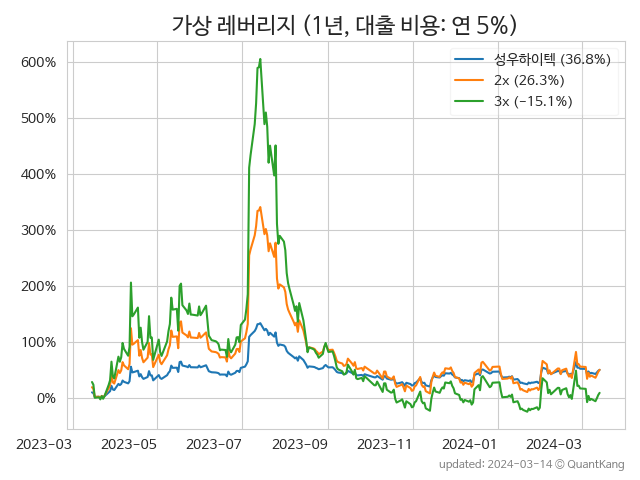 가상 레버리지 (1년, 대출 비용: 연 5%)
성우하이텍 (36.8%)
2x (26.3%)
3x (−15.1%)
600%
500%
400%
300%
200%
100%
0%
2023-03 2023-05 2023-07 2023-09 2023-11 2024-01 2024-03
updated: 2024-03-14 © QuantKang